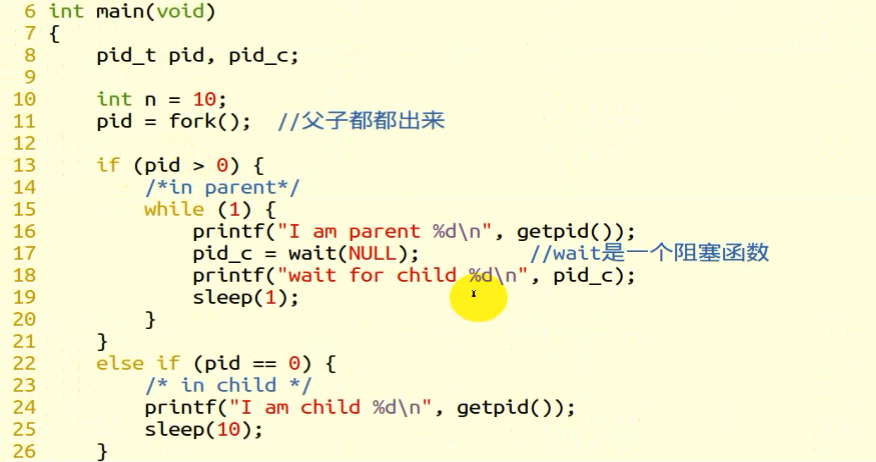 6 int main(void)
7 {
8     pid_t pid, pid_c;
9
10     int n = 10;
11     pid = fork();  //父子都都出来
12
13     if (pid > 0) {
14         /*in parent*/
15         while (1) {
16             printf("I am parent %d\n", getpid());
17             pid_c = wait(NULL);         //wait是一个阻塞函数
18             printf("wait for child %d\n", pid_c);
19             sleep(1);
20         }
21     }
22     else if (pid == 0) {
23         /* in child */
24         printf("I am child %d\n", getpid());
25         sleep(10);
26     }